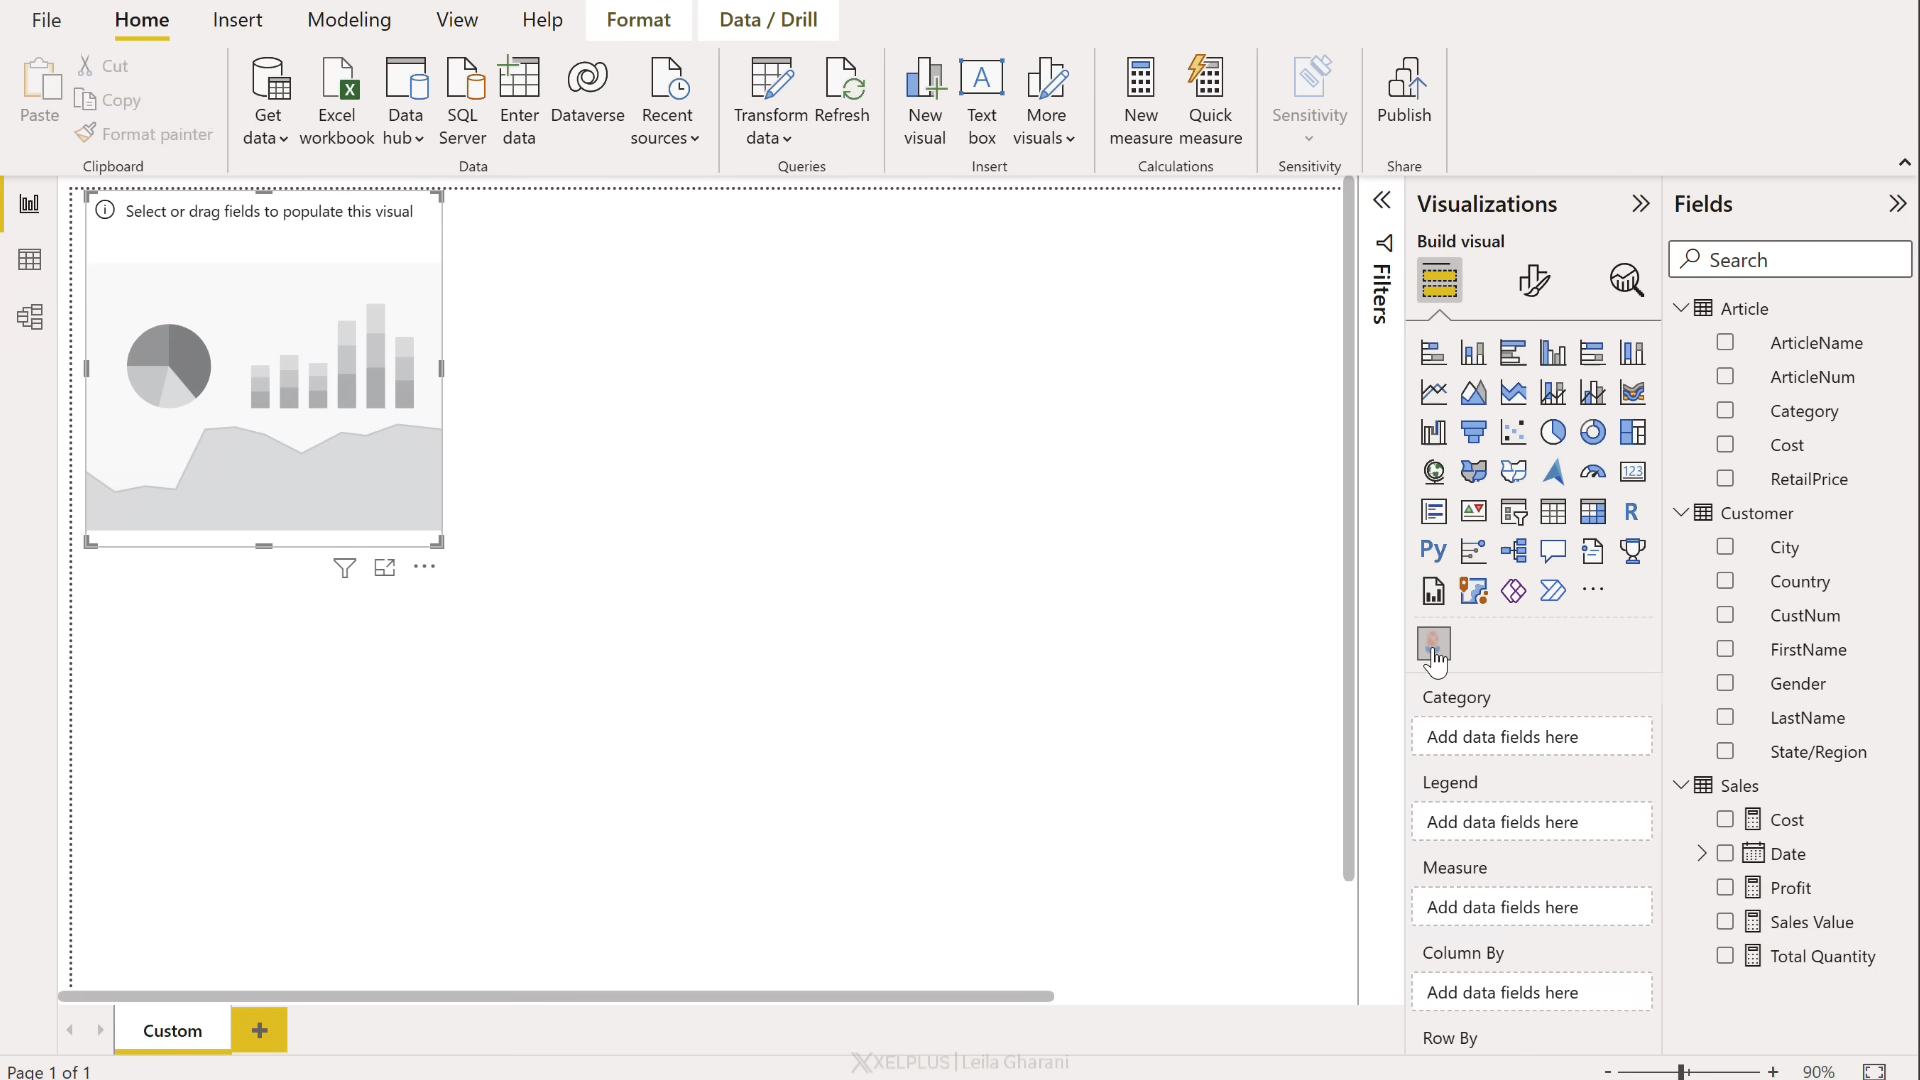 File Home Insert Modeling View Help Format Data / Drill
Paste
Cut
Copy
Format painter
Clipboard
Get data
Excel workbook
Data hub
SQL Server
Enter data
Dataverse
Recent sources
Data
Transform data
Refresh
Queries
New visual
Text box
More visuals
Insert
New measure
Quick measure
Calculations
Sensitivity
Sensitivity
Publish
Share
Select or drag fields to populate this visual
Filters
Visualizations
Build visual
123
R
Py
Category
Add data fields here
Legend
Add data fields here
Measure
Add data fields here
Column By
Add data fields here
Row By
Fields
Search
Article
ArticleName
ArticleNum
Category
Cost
RetailPrice
Customer
City
Country
CustNum
FirstName
Gender
LastName
State/Region
Sales
Cost
Date
Profit
Sales Value
Total Quantity
Custom
XELPLUS | Leila Gharani
Page 1 of 1
- + 90%